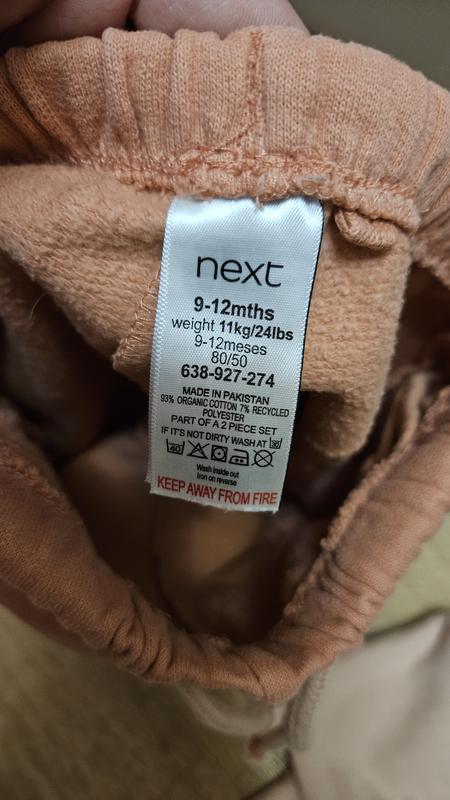 next
9-12mths
weight 11kg/24lbs
9-12meses
80/50
638-927-274
MADE IN PAKISTAN
93% ORGANIC COTTON 7% RECYCLED
POLYESTER
PART OF A 2 PIECE SET
IF IT'S NOT DIRTY WASH AT 30
40
Wash inside out
iron on reverse
KEEP AWAY FROM FIRE